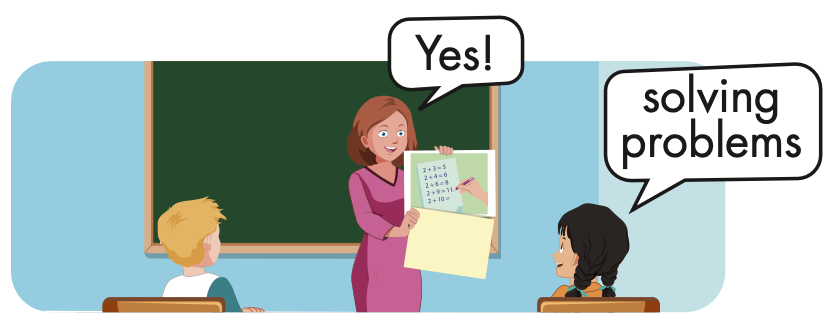 Yes!
solving
problems
2+3=5
2+4=6
2+6=8
2+9=11
2+10=